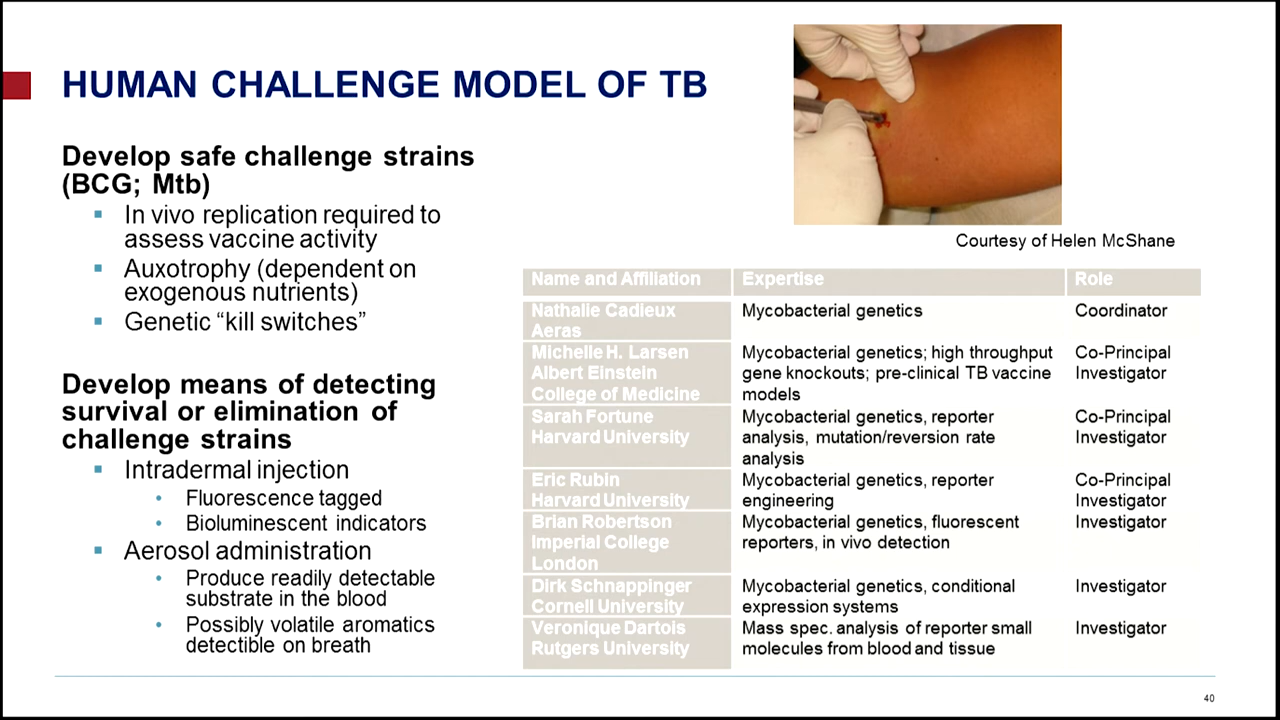 HUMAN CHALLENGE MODEL OF TB
Develop safe challenge strains
(BCG; Mtb)
In vivo replication required to
assess vaccine activity
Auxotrophy (dependent on
exogenous nutrients)
Genetic “kill switches”
Develop means of detecting
survival or elimination of
challenge strains
Intradermal injection
Fluorescence tagged
Bioluminescent indicators
Aerosol administration
Produce readily detectable
substrate in the blood
Possibly volatile aromatics
detectible on breath
Courtesy of Helen McShane
Name and Affiliation Expertise Role
Nathalie Cadieux Mycobacterial genetics Coordinator
Aeras
Michelle H. Larsen Mycobacterial genetics; high throughput Co-Principal
Albert Einstein gene knockouts; pre-clinical TB vaccine Investigator
College of Medicine models
Sarah Fortune Mycobacterial genetics, reporter Co-Principal
Harvard University analysis, mutation/reversion rate Investigator
analysis
Eric Rubin Mycobacterial genetics, reporter Co-Principal
Harvard University engineering Investigator
Brian Robertson Mycobacterial genetics, fluorescent Investigator
Imperial College reporters, in vivo detection
London
Dirk Schnappinger Mycobacterial genetics, conditional Investigator
Cornell University expression systems
Veronique Dartois Mass spec. analysis of reporter small Investigator
Rutgers University molecules from blood and tissue
40